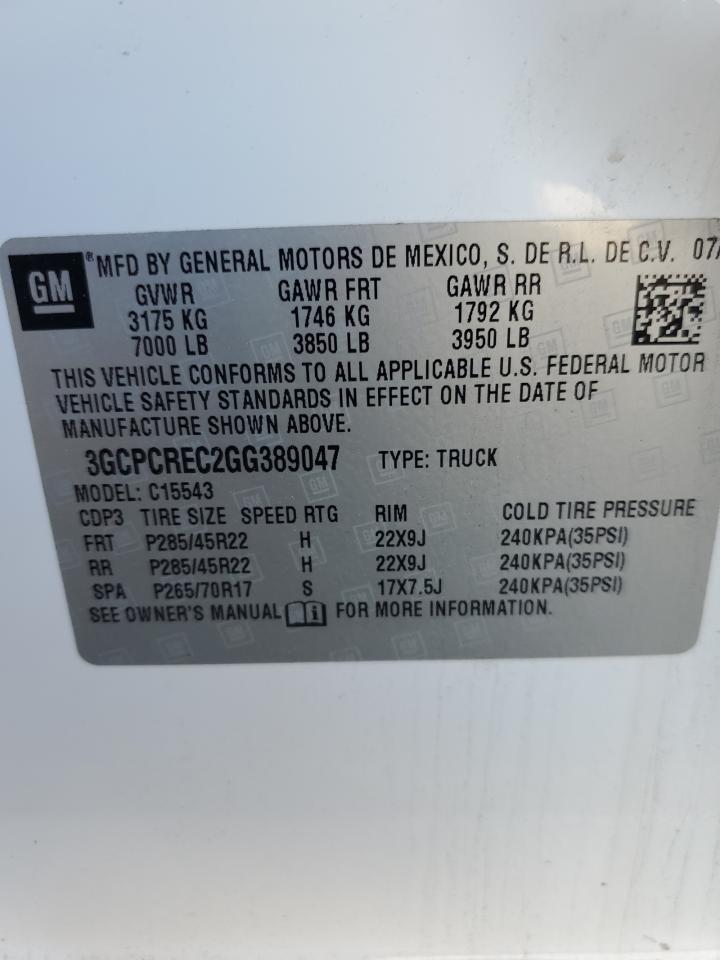 GM ® MFD BY GENERAL MOTORS DE MEXICO, S. DE R.L. DE C.V. 07/
GVWR GAWR FRT GAWR RR
3175 KG 1746 KG 1792 KG
7000 LB 3850 LB 3950 LB
THIS VEHICLE CONFORMS TO ALL APPLICABLE U.S. FEDERAL MOTOR
VEHICLE SAFETY STANDARDS IN EFFECT ON THE DATE OF
MANUFACTURE SHOWN ABOVE.
3GCPCREC2GG389047 TYPE: TRUCK
MODEL: C15543
CDP3 TIRE SIZE SPEED RTG RIM COLD TIRE PRESSURE
FRT P285/45R22 H 22X9J 240KPA(35PSI)
RR P285/45R22 H 22X9J 240KPA(35PSI)
SPA P265/70R17 S 17X7.5J 240KPA(35PSI)
SEE OWNER'S MANUAL i FOR MORE INFORMATION.